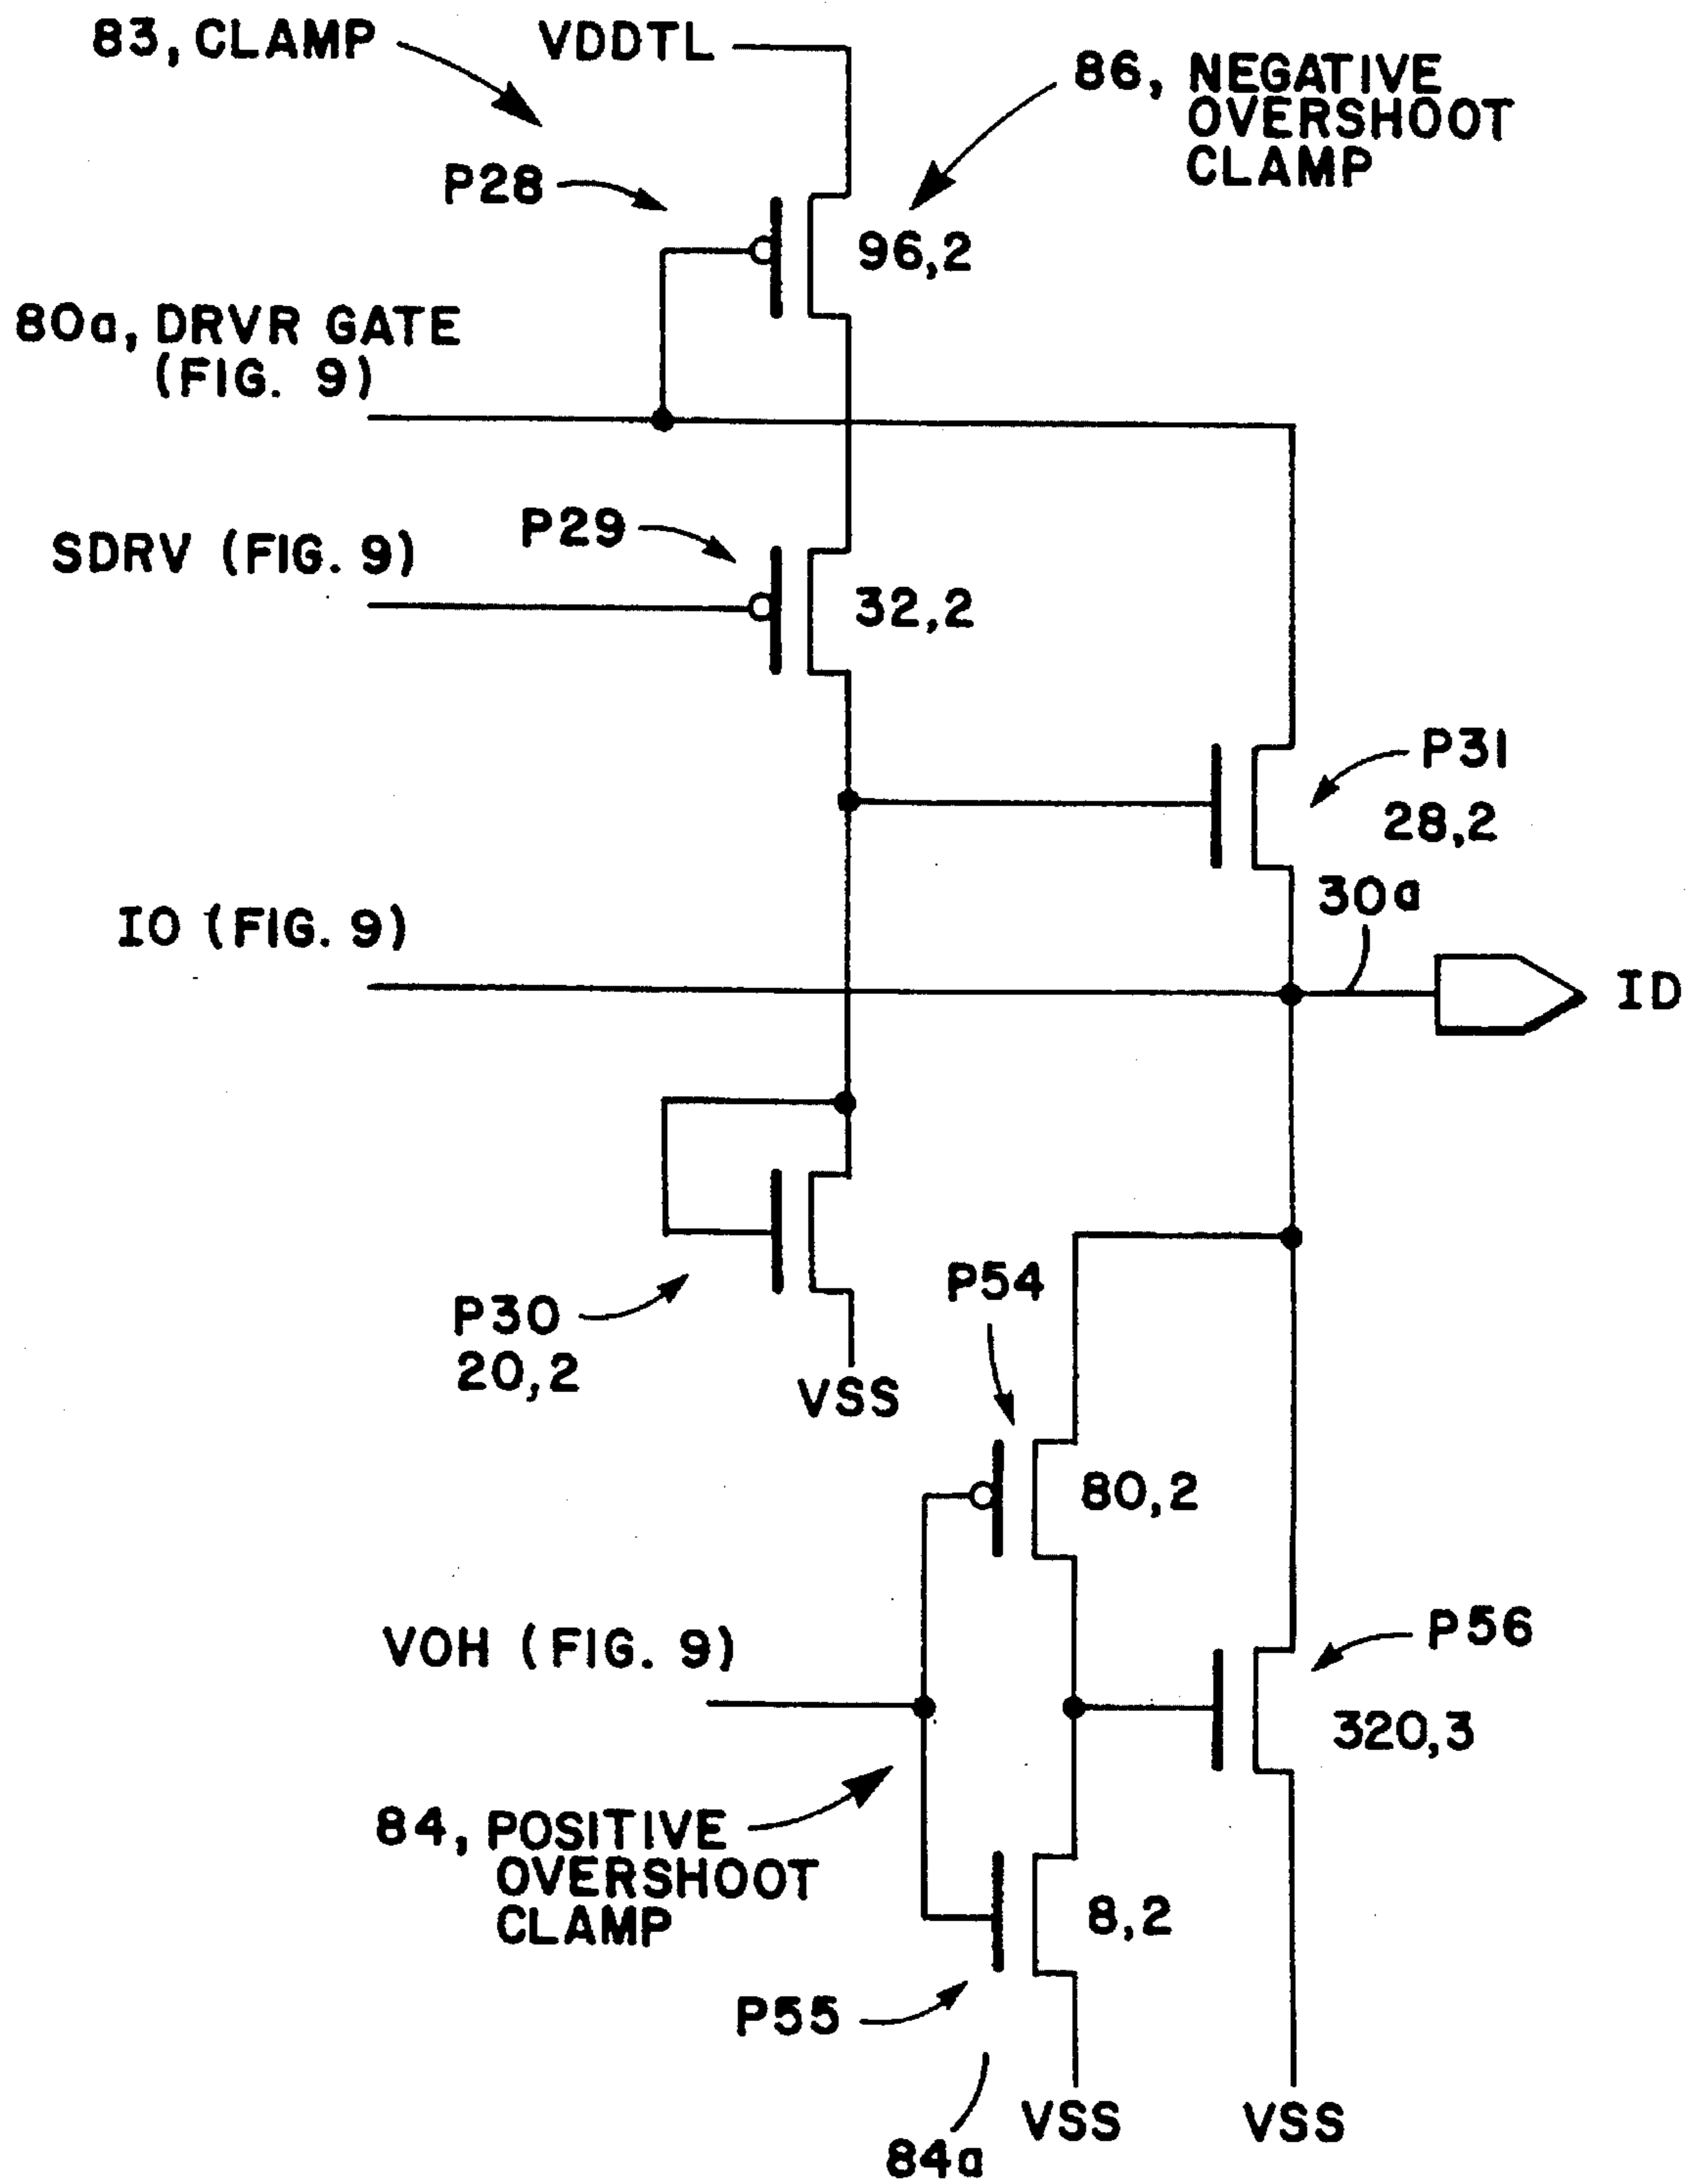 83, CLAMP
VDDTL
86, NEGATIVE
OVERSHOOT
CLAMP
P28
96,2
80a, DRVR GATE
(FIG. 9)
P29
SDRV (FIG. 9)
32,2
P31
28,2
30a
IO (FIG. 9)
ID
P30
20,2
VSS
P54
80,2
VOH (FIG. 9)
P56
320,3
84, POSITIVE
OVERSHOOT
CLAMP
8,2
P55
84a
VSS
VSS